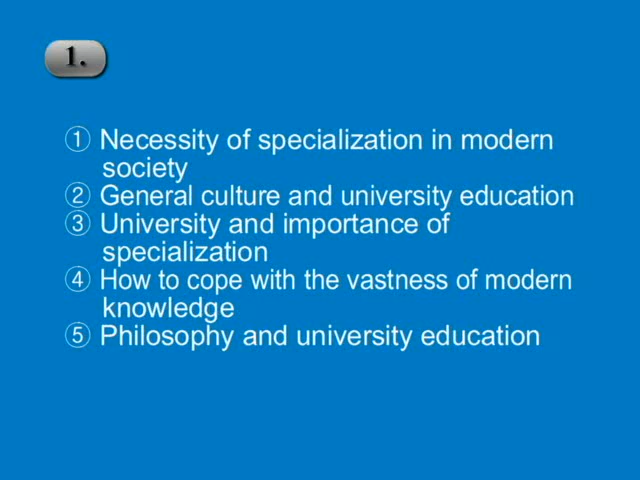 1.
① Necessity of specialization in modern
society
② General culture and university education
③ University and importance of
specialization
④ How to cope with the vastness of modern
knowledge
⑤ Philosophy and university education